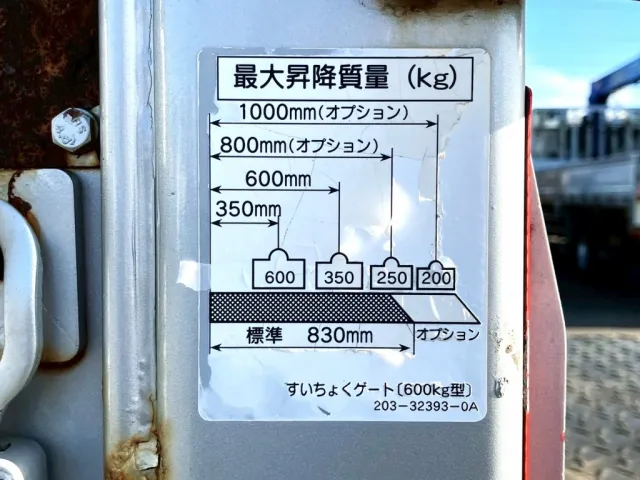 最大昇降質量 (kg)
1000mm(オプション)
800mm(オプション)
600mm
350mm
600 350 250 200
標準 830mm オプション
すいちょくゲート〔600kg型〕
203-32393-0A